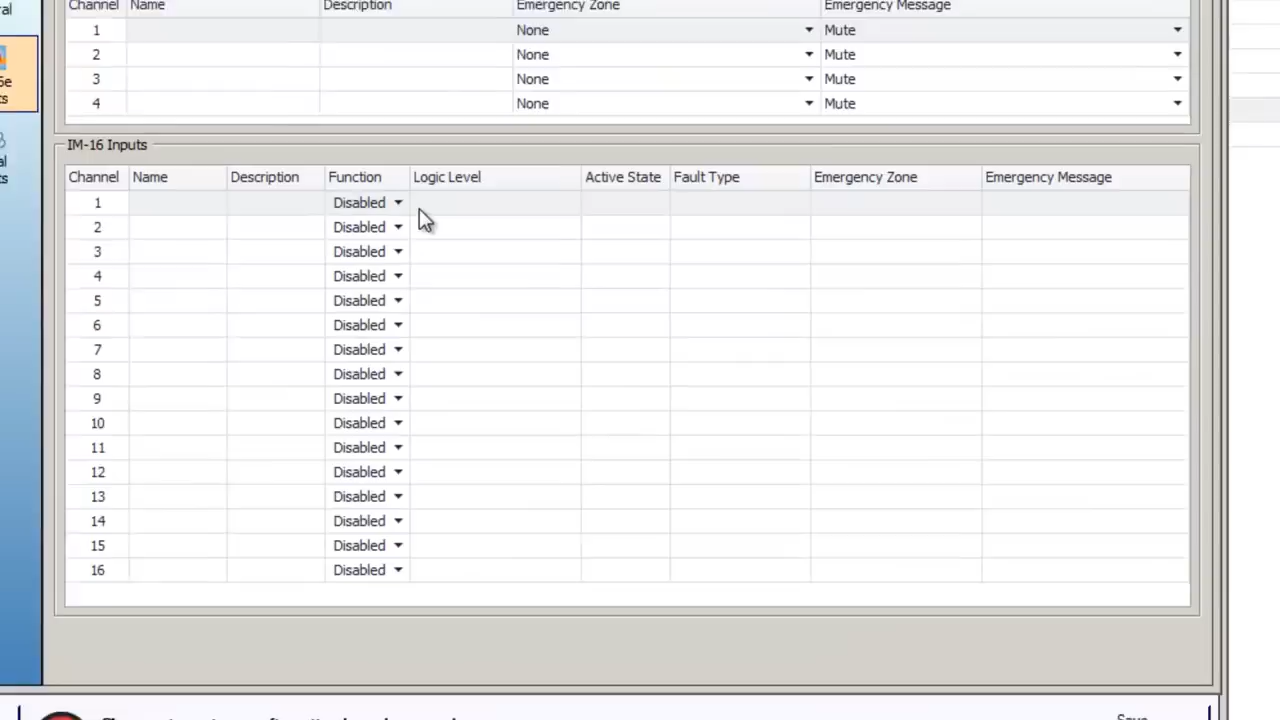 Channel Name Description Emergency Zone Emergency Message
1 None Mute
2 None Mute
3 None Mute
4 None Mute
IM-16 Inputs
Channel Name Description Function Logic Level Active State Fault Type Emergency Zone Emergency Message
1 Disabled
2 Disabled
3 Disabled
4 Disabled
5 Disabled
6 Disabled
7 Disabled
8 Disabled
9 Disabled
10 Disabled
11 Disabled
12 Disabled
13 Disabled
14 Disabled
15 Disabled
16 Disabled